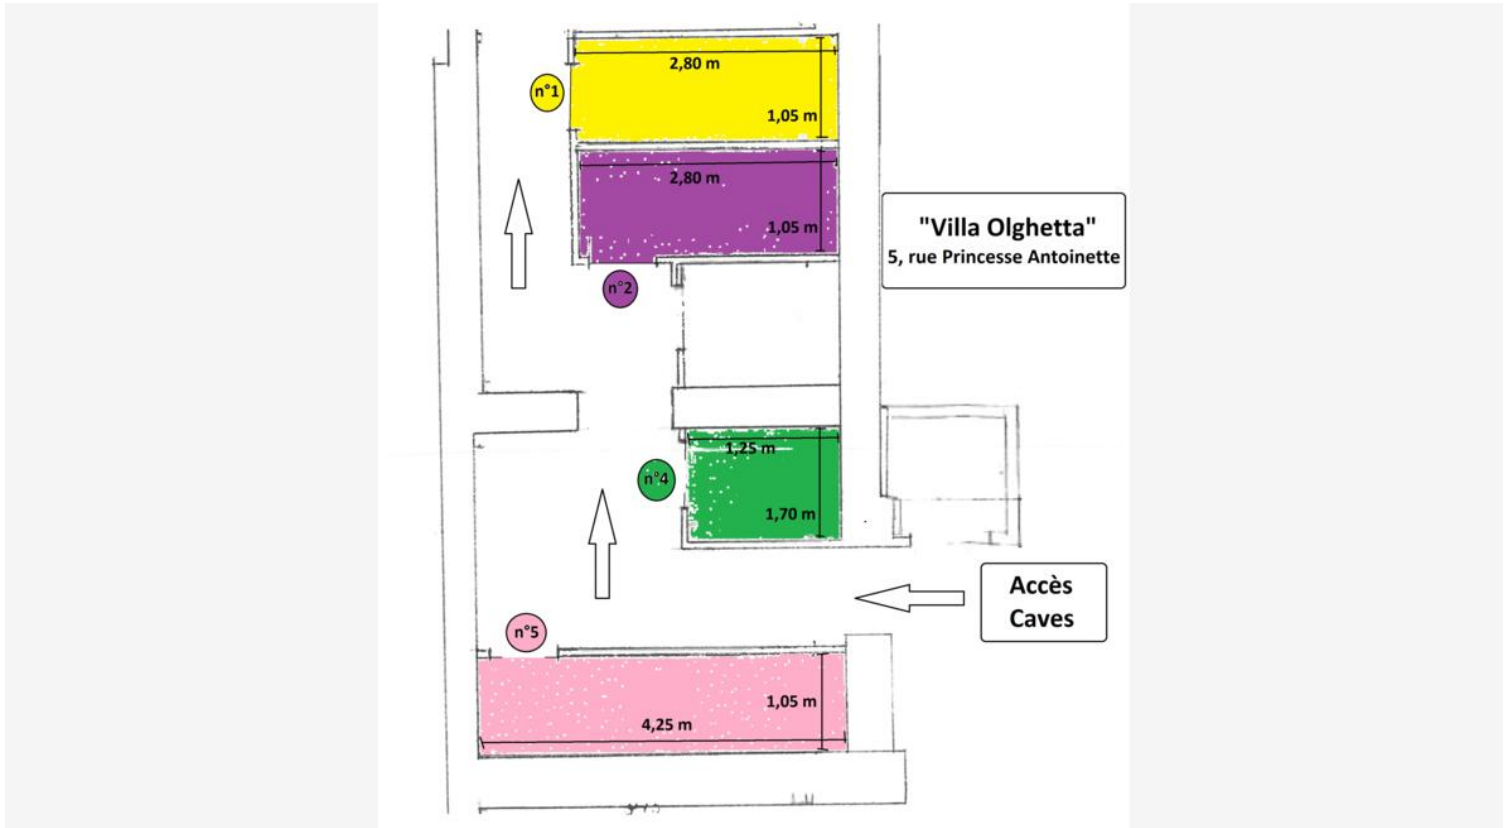 2,80 m
n°1
1,05 m
2,80 m
1,05 m
"Villa Olghetta"
5, rue Princesse Antoinette
n°2
1,25 m
n°4
1,70 m
Accès
Caves
n°5
1,05 m
4,25 m